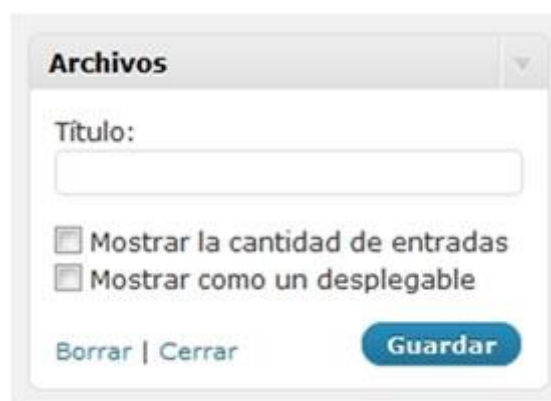 Archivos
Título:
Mostrar la cantidad de entradas
Mostrar como un desplegable
Borrar | Cerrar Guardar